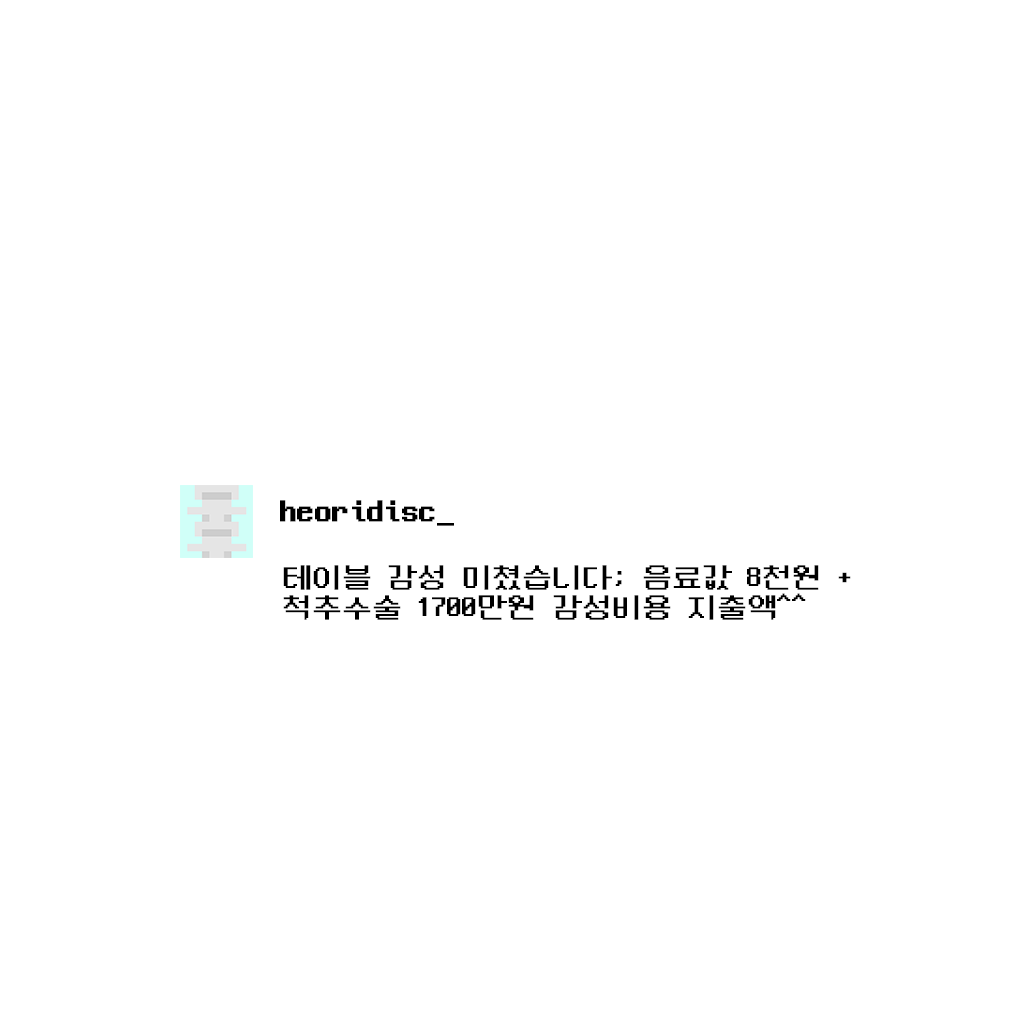 heoridisc_
테이블 감성 미쳤습니다; 음료값 8천원 +
척추수술 1700만원 감성비용 지출액^^